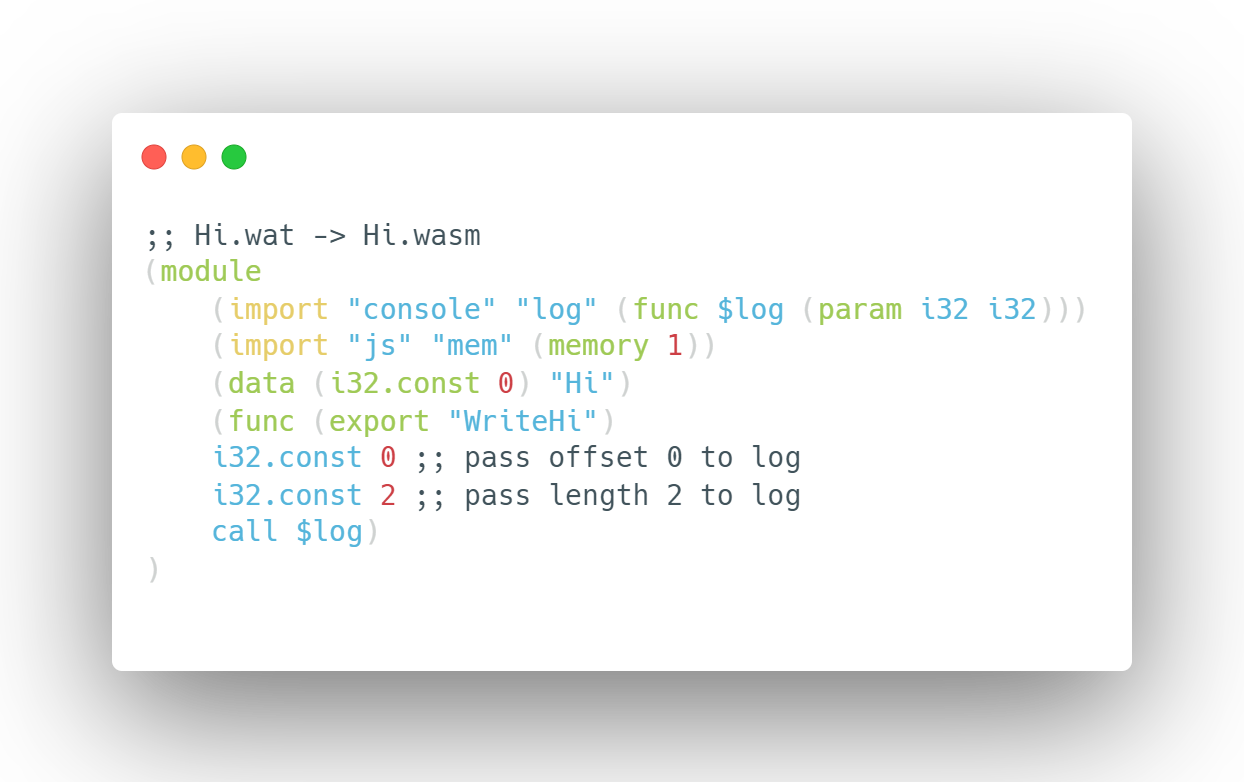 ;; Hi.wat -> Hi.wasm
(module
    (import "console" "log" (func $log (param i32 i32)))
    (import "js" "mem" (memory 1))
    (data (i32.const 0) "Hi")
    (func (export "WriteHi")
    i32.const 0 ;; pass offset 0 to log
    i32.const 2 ;; pass length 2 to log
    call $log)
)